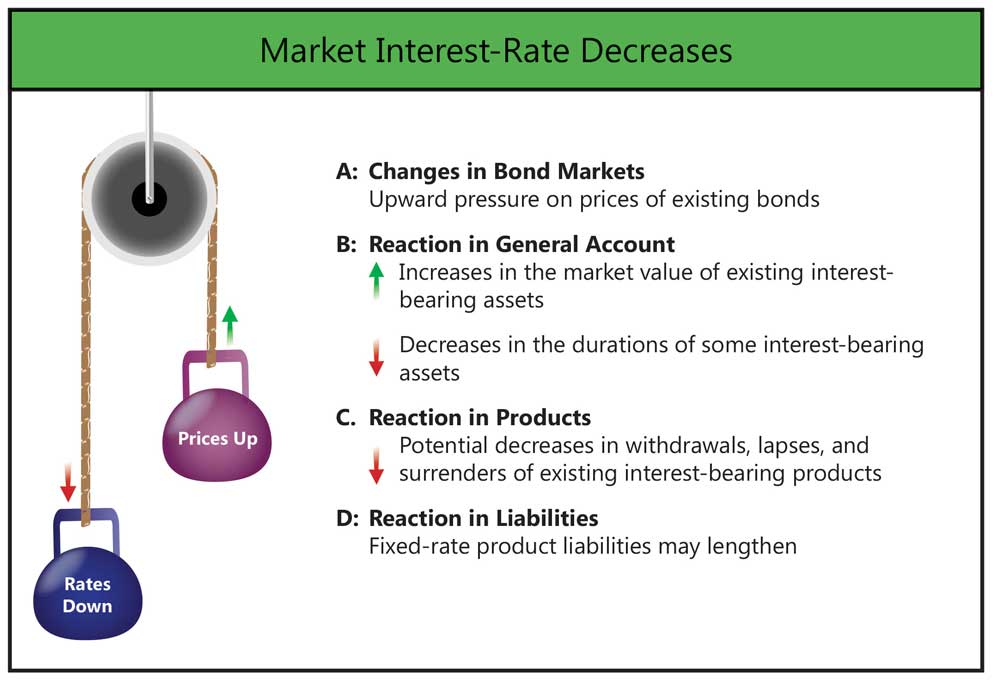 Market Interest-Rate Decreases
A: Changes in Bond Markets
Upward pressure on prices of existing bonds
B: Reaction in General Account
Increases in the market value of existing interest-
bearing assets
Decreases in the durations of some interest-bearing
assets
C. Reaction in Products
Potential decreases in withdrawals, lapses, and
surrenders of existing interest-bearing products
D: Reaction in Liabilities
Fixed-rate product liabilities may lengthen
Prices Up
Rates
Down